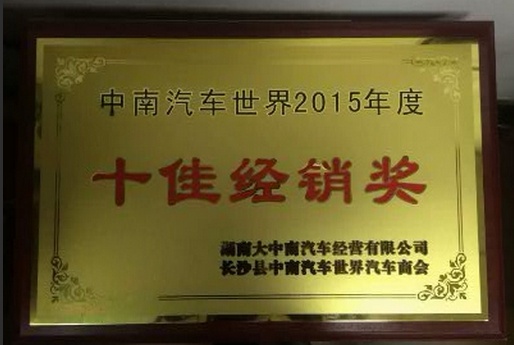 中南汽车世界2015年度
十佳经销奖
湖南大中南汽车经营有限公司
长沙县中南汽车世界汽车商会